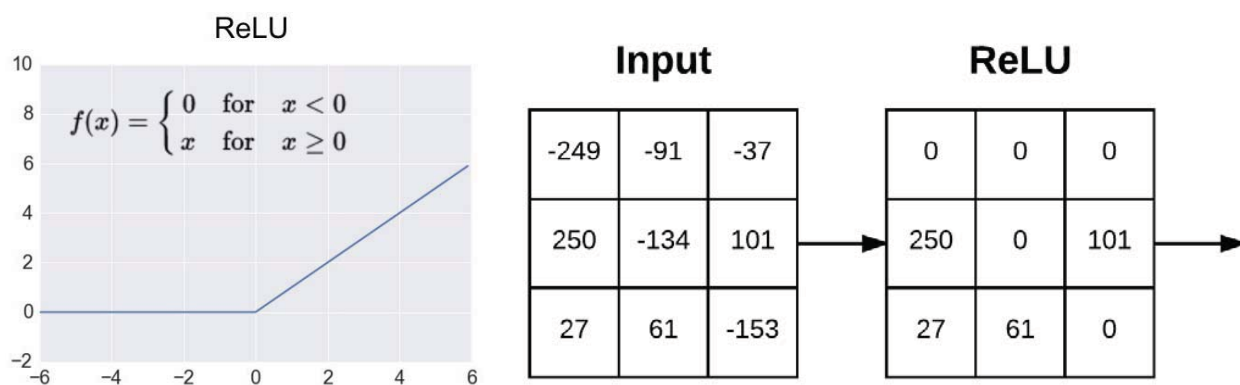 ReLU
10
8
6
4
2
0
−2
−6 −4 −2 0 2 4 6
f(x) = { 0 for x < 0
x for x ≥ 0
Input
-249 -91 -37
250 -134 101
27 61 -153
ReLU
0 0 0
250 0 101
27 61 0